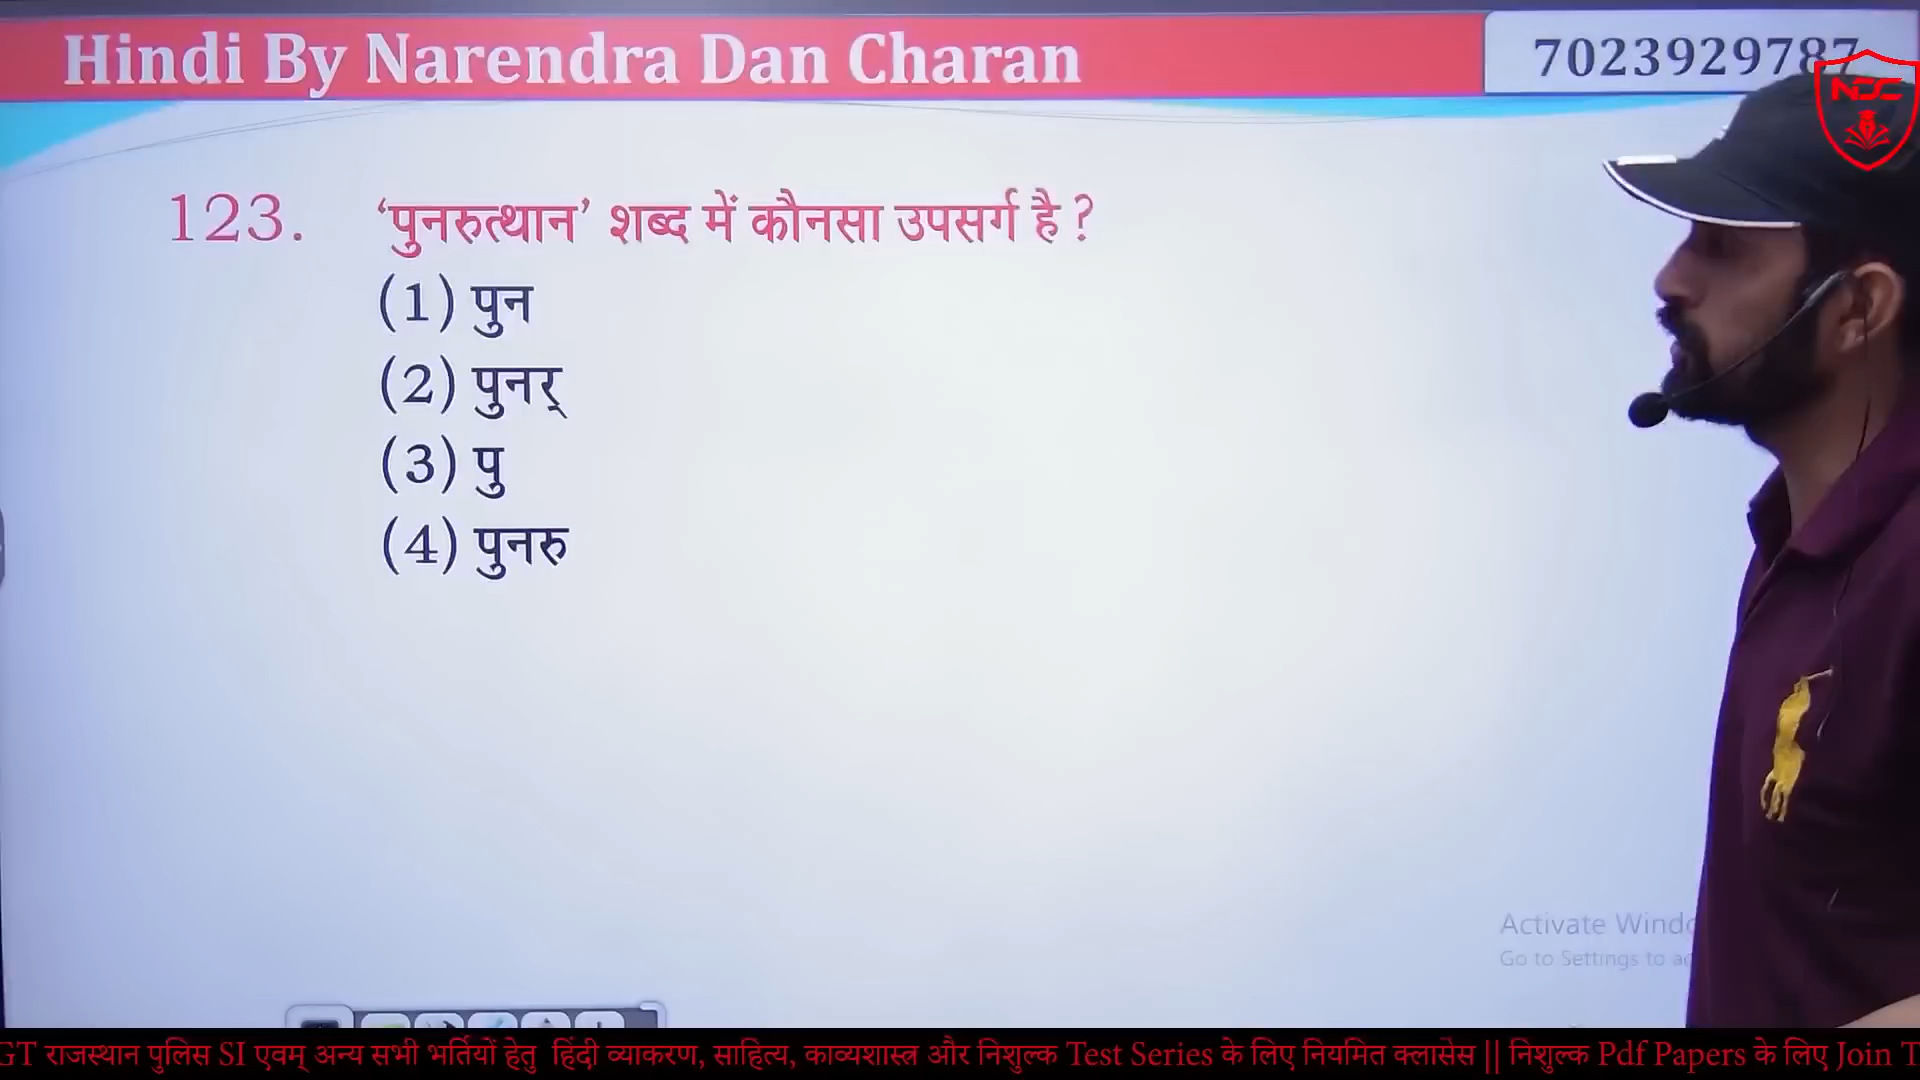 Hindi By Narendra Dan Charan
7023929787
NDC
123. ‘पुनरुत्थान’ शब्द में कौनसा उपसर्ग है ?
(1) पुन
(2) पुनर्
(3) पु
(4) पुनरु
Activate
Go to Settings to
GT राजस्थान पुलिस SI एवम् अन्य सभी भर्तियों हेतु हिंदी व्याकरण, साहित्य, काव्यशास्त्र और निशुल्क Test Series के लिए नियमित क्लासेस || निशुल्क Pdf Papers के लिए Join